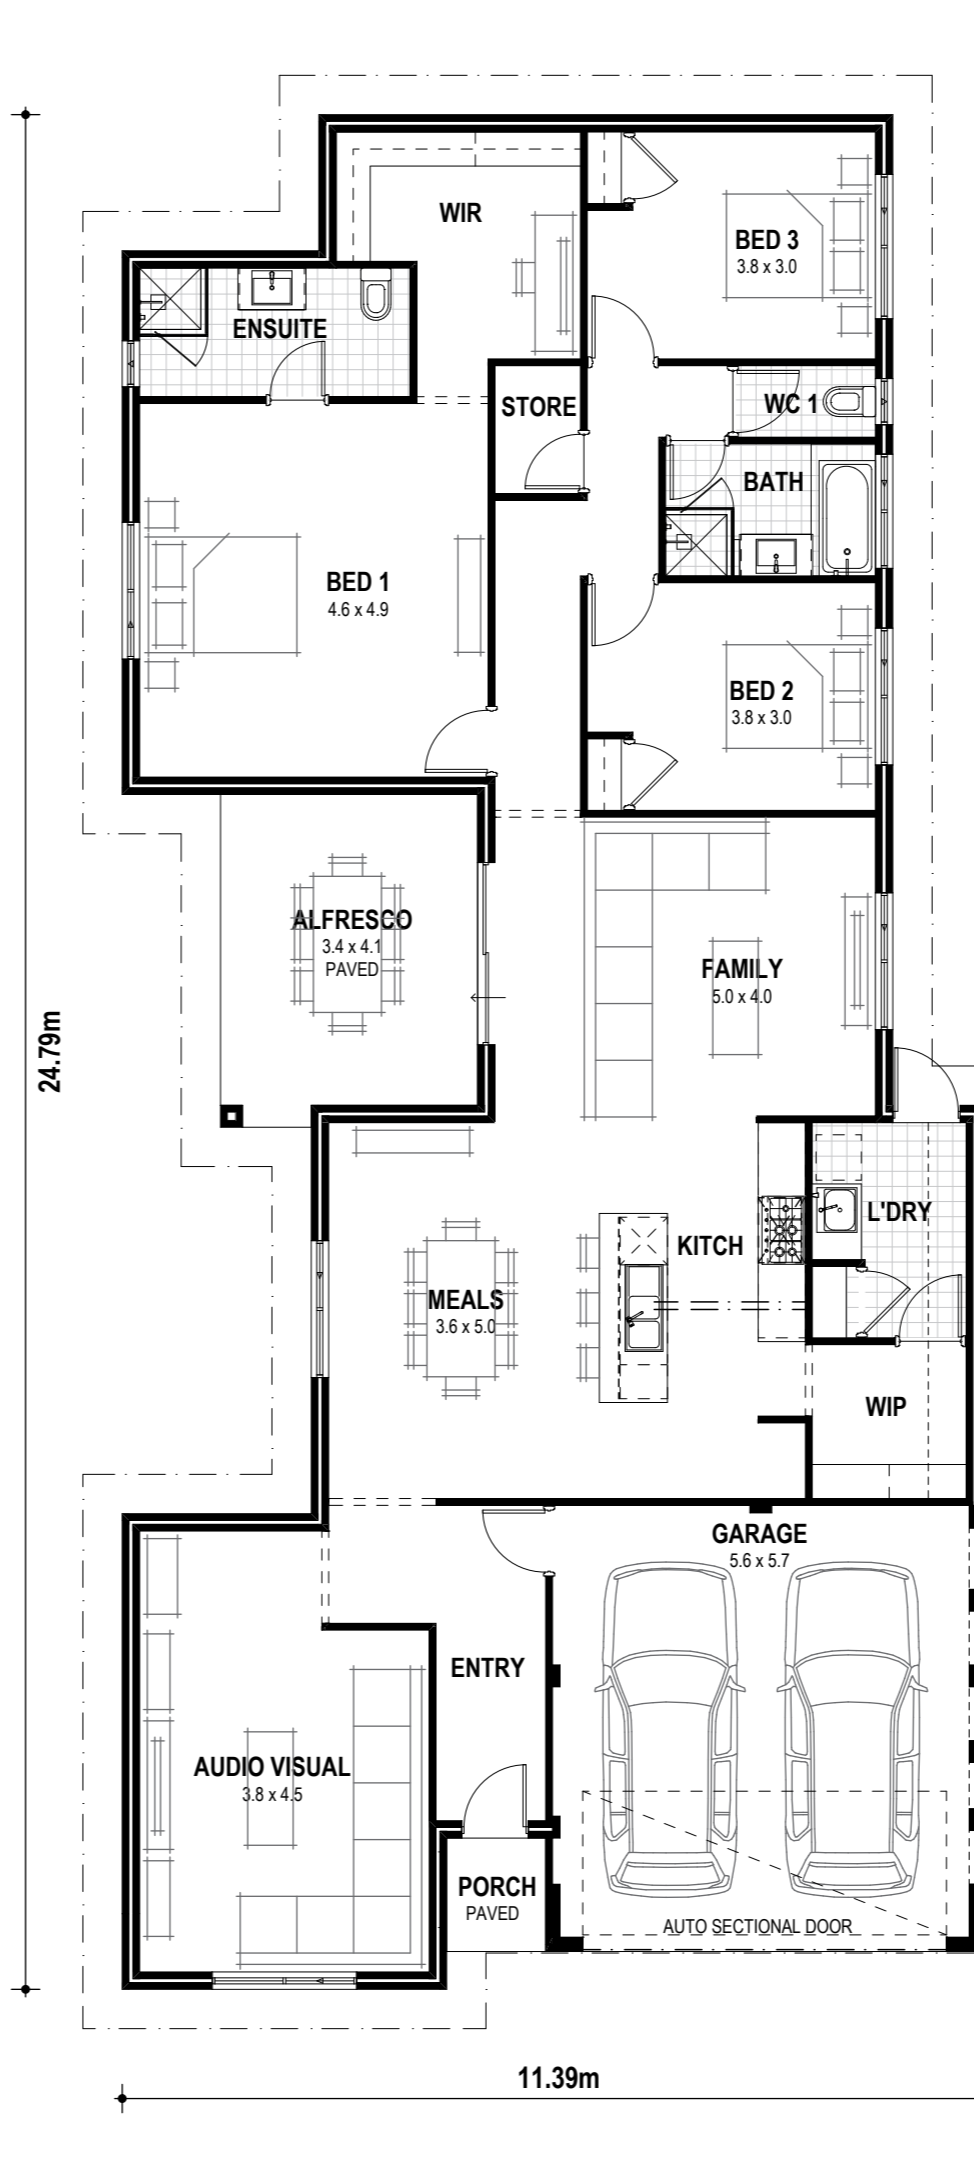 WIR
BED 3
3.8 x 3.0
ENSUITE
STORE
WC 1
BATH
BED 1
4.6 x 4.9
BED 2
3.8 x 3.0
ALFRESCO
3.4 x 4.1
PAVED
FAMILY
5.0 x 4.0
24.79m
L'DRY
KITCH
MEALS
3.6 x 5.0
WIP
GARAGE
5.6 x 5.7
ENTRY
AUDIO VISUAL
3.8 x 4.5
PORCH
PAVED
AUTO SECTIONAL DOOR
11.39m